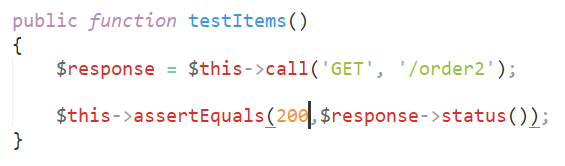 public function testItems()
{
    $response = $this->call('GET', '/order2');
    $this->assertEquals(200,$response->status());
}